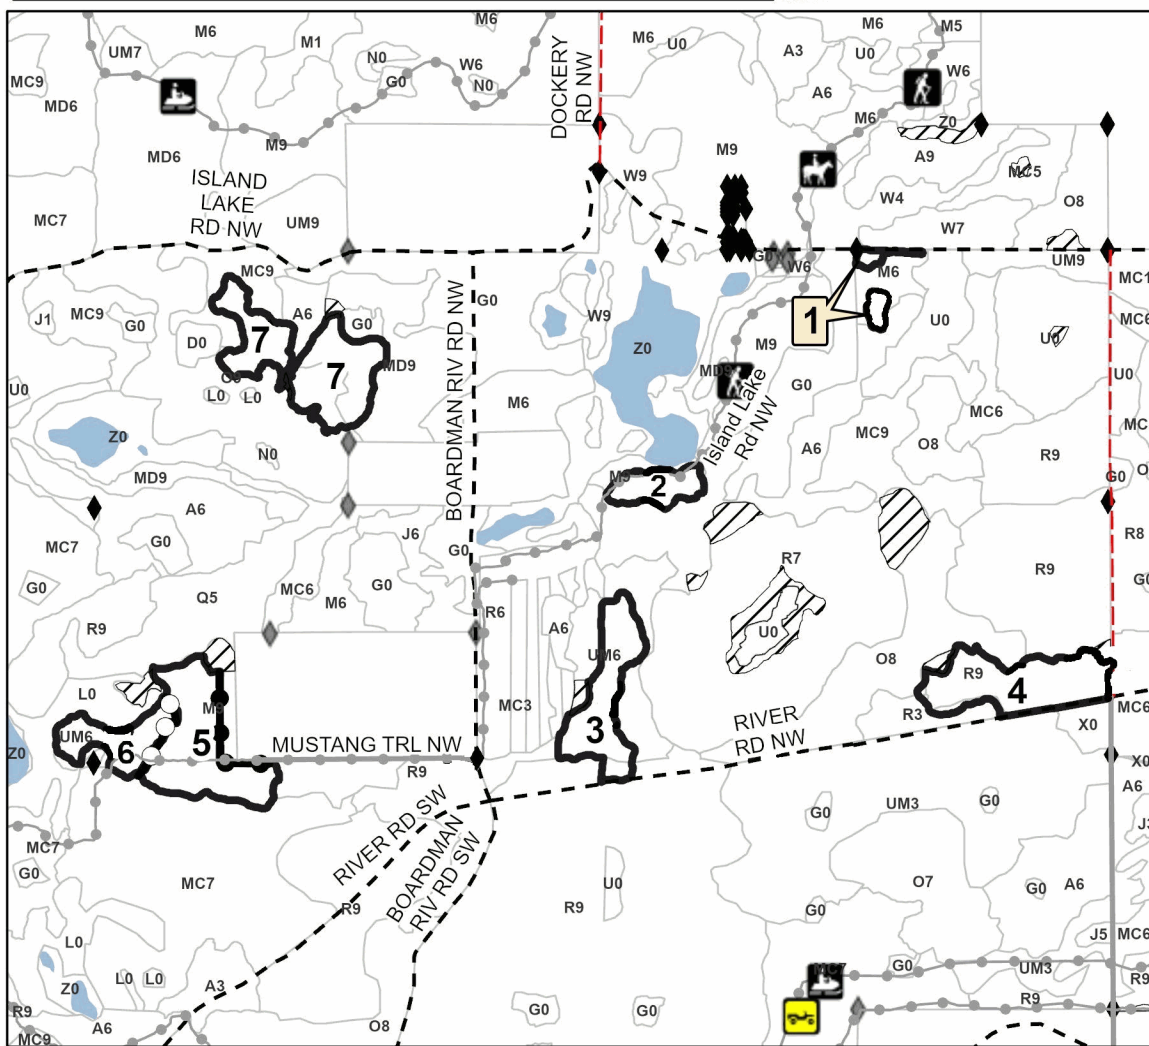 M6
M5
M6
M6
M1
UM7
N0
W6
G0
N0
MC9
MD6
M9
MD6
MC7
ISLAND
LAKE
RD NW
UM9
DOCKERY
RD NW
M6
U0
A3
U0
W6
A6
M6
Z0
M9
A9
W9
MC5
W4
O8
W7
G0
W6
M6
UM9
MC9
J1
MC9
G0
A6
G0
D0
7
7
MD9
L0
L0
U0
Z0
N0
MD9
A6
MC7
G0
J6
G0
BOARDMAN RIV RD NW
G0
W9
Z0
M6
1
M9
G0
Island Lake
Rd NW
U0
U0
MC6
U0
MC6
MC9
O8
A6
R9
G0
M9
2
R8
R9
G0
Q5
MC6
M6
G0
R9
R6
A6
UM6
MC3
3
R7
U0
O8
R9
4
R3
X0
MC6
X0
A6
RIVER
RD NW
L0
Z0
UM6
6
5
MUSTANG TRL NW
R9
RIVER RD SW
BOARDMAN
RIV RD SW
MC7
G0
MC7
R9
L0
L0
L0
Z0
A3
R9
A6
MC9
O8
G0
UM3
G0
U0
R9
O7
G0
A6
G0
J5
MC6
MC7
G0
UM3
R9
R9
G0
G0